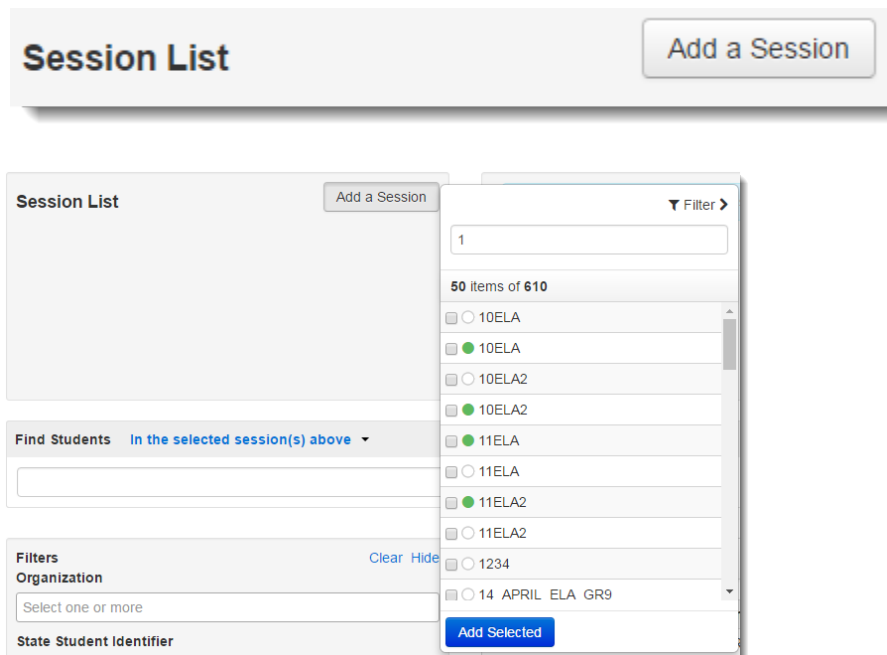 Session List Add a Session
Session List Add a Session
Filter
1
50 items of 610
10ELA
10ELA
10ELA2
10ELA2
11ELA
11ELA
11ELA2
11ELA2
1234
14 APRIL ELA GR9
Add Selected
Find Students In the selected session(s) above
Filters Clear Hide
Organization
Select one or more
State Student Identifier